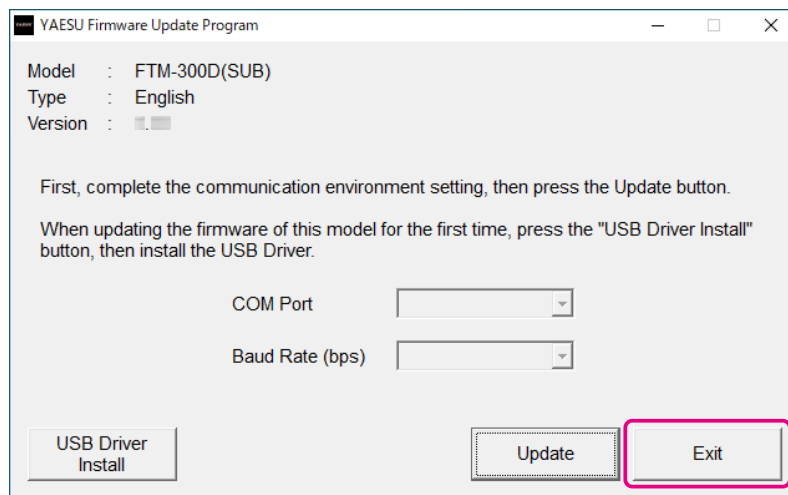 YAESU Firmware Update Program
Model : FTM-300D(SUB)
Type : English
Version :
First, complete the communication environment setting, then press the Update button.
When updating the firmware of this model for the first time, press the "USB Driver Install"
button, then install the USB Driver.
COM Port
Baud Rate (bps)
USB Driver
Install
Update
Exit